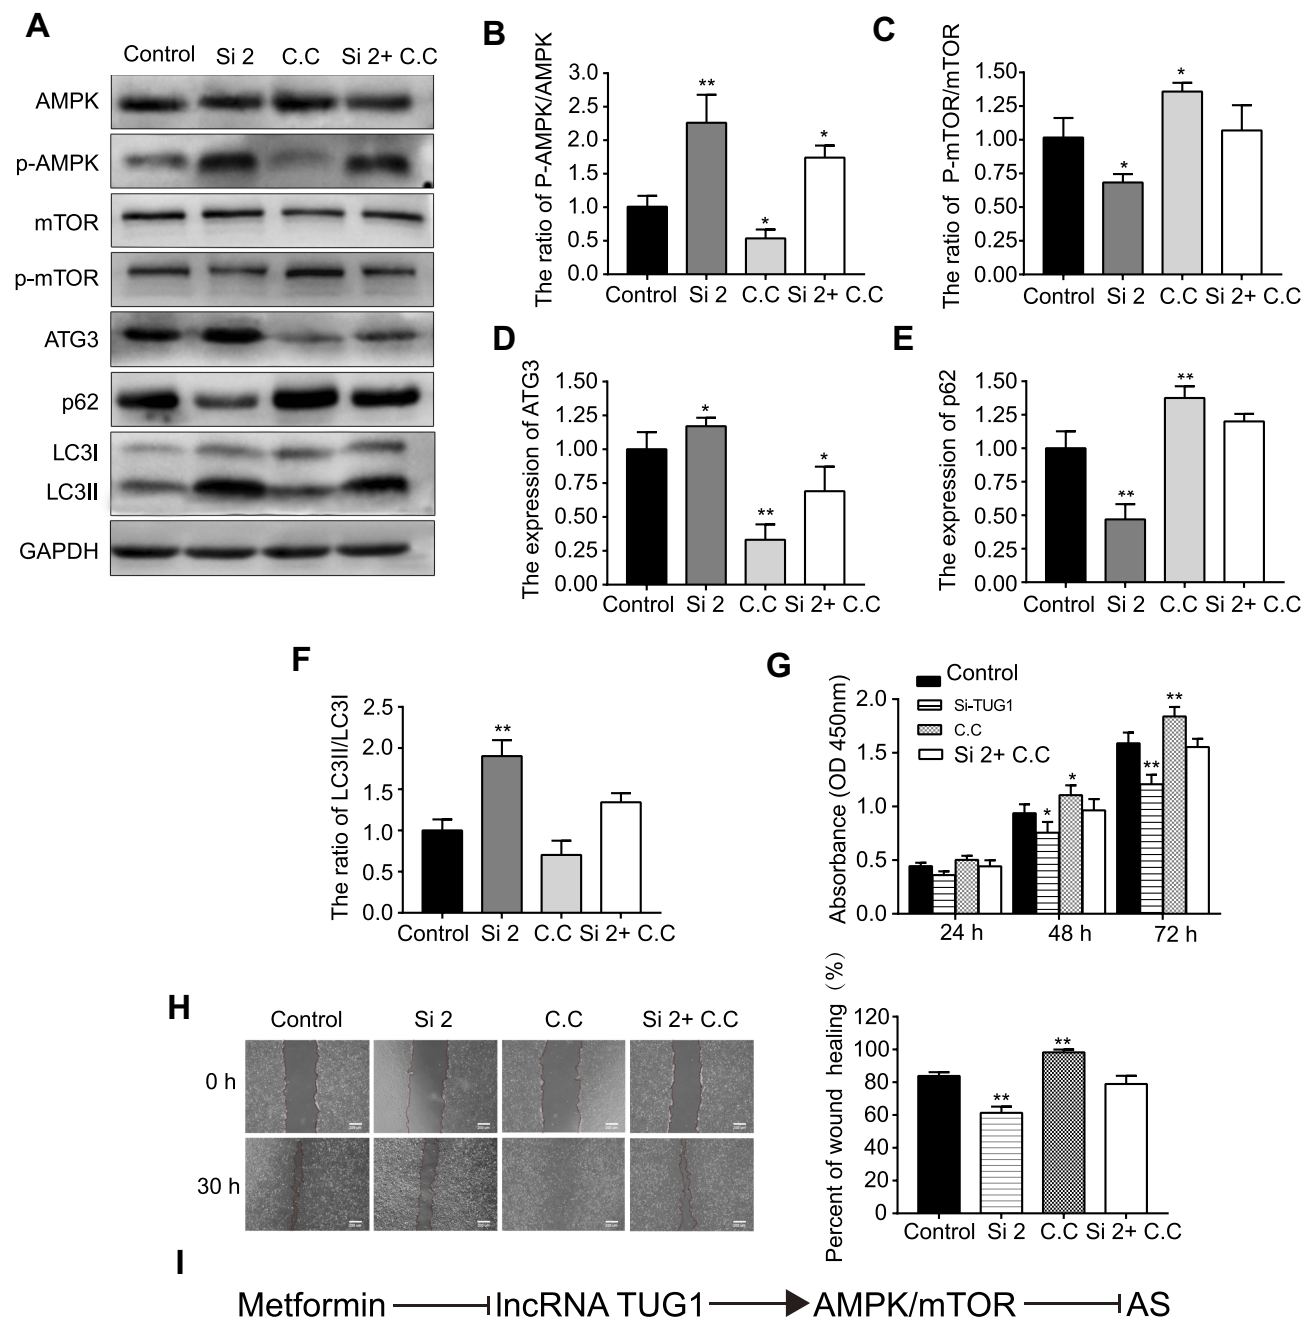 A
Control Si 2 C.C Si 2+ C.C
AMPK
p-AMPK
mTOR
p-mTOR
ATG3
p62
LC3I
LC3II
GAPDH
B
The ratio of P-AMPK/AMPK
3.0
2.5
2.0
1.5
1.0
0.5
0.0
** * *
Control Si 2 C.C Si 2+ C.C
C
The ratio of P-mTOR/mTOR
1.50
1.25
1.00
0.75
0.50
0.25
0.00
* *
Control Si 2 C.C Si 2+ C.C
D
The expression of ATG3
1.50
1.25
1.00
0.75
0.50
0.25
0.00
* ** *
Control Si 2 C.C Si 2+ C.C
E
The expression of p62
1.50
1.25
1.00
0.75
0.50
0.25
0.00
** **
Control Si 2 C.C Si 2+ C.C
F
The ratio of LC3II/LC3I
2.5
2.0
1.5
1.0
0.5
0.0
**
Control Si 2 C.C Si 2+ C.C
G
Control
Si-TUG1
C.C
Si 2+ C.C
Absorbance (OD 450nm)
2.0
1.5
1.0
0.5
0.0
* * ** **
24 h 48 h 72 h
H
Control Si 2 C.C Si 2+ C.C
0 h
30 h
Percent of wound healing (%)
120
100
80
60
40
20
0
** **
Control Si 2 C.C Si 2+ C.C
I
Metformin lncRNA TUG1 AMPK/mTOR AS